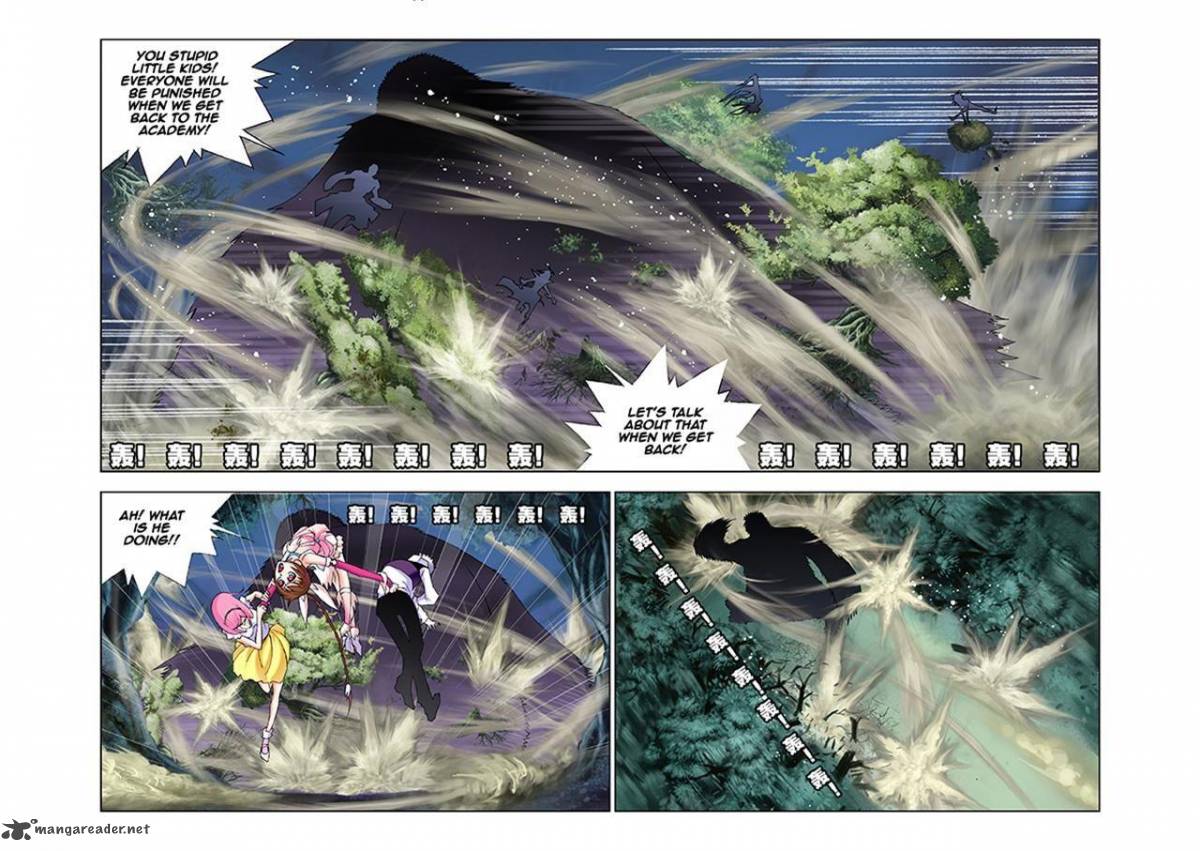 YOU STUPID
LITTLE KIDS!
EVERYONE WILL
BE PUNISHED
WHEN WE GET
BACK TO THE
ACADEMY!
LET'S TALK
ABOUT THAT
WHEN WE GET
BACK!
轰! 轰! 轰! 轰! 轰! 轰! 轰! 轰!
轰! 轰! 轰! 轰! 轰! 轰!
AH! WHAT
IS HE
DOING!!
轰! 轰! 轰! 轰! 轰! 轰!
轰! 轰! 轰! 轰! 轰! 轰! 轰! 轰!
mangareader.net